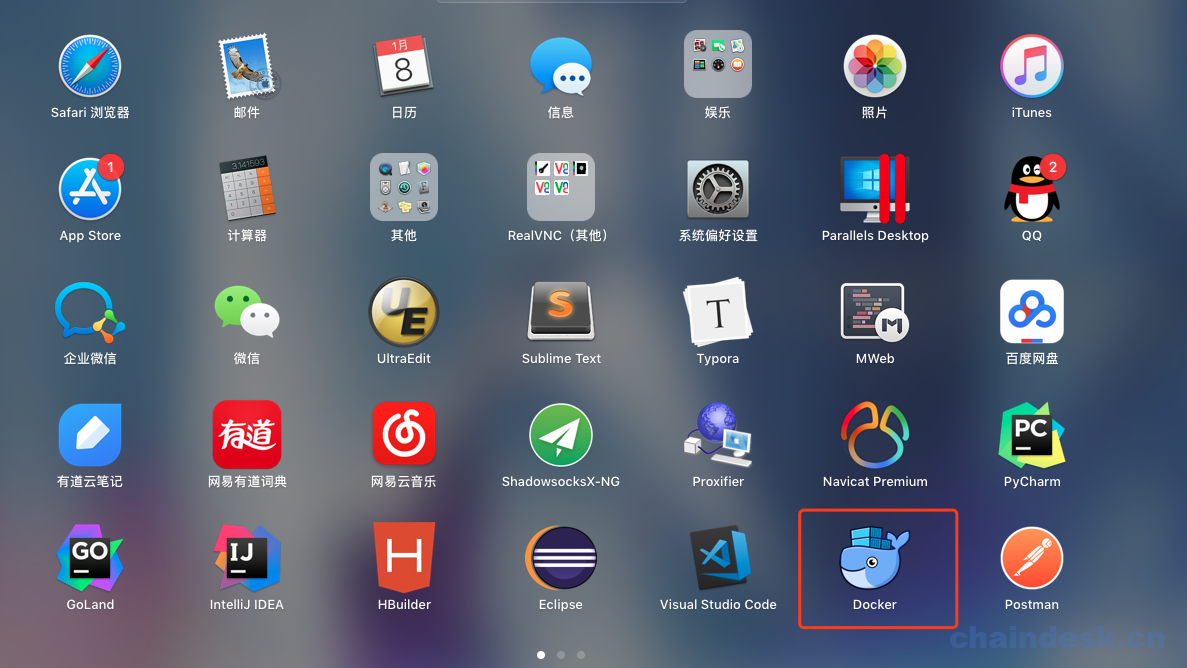 1月
8
Safari 浏览器
邮件
日历
信息
娱乐
照片
iTunes
1
3.141593
2
App Store
计算器
其他
RealVNC（其他）
系统偏好设置
Parallels Desktop
QQ
UE
S
T
M
企业微信
微信
UltraEdit
Sublime Text
Typora
MWeb
百度网盘
有道
PC
有道云笔记
网易有道词典
网易云音乐
ShadowsocksX-NG
Proxifier
Navicat Premium
PyCharm
GO
IJ
H
GoLand
IntelliJ IDEA
HBuilder
Eclipse
Visual Studio Code
Docker
Postman
chaindesk.cn